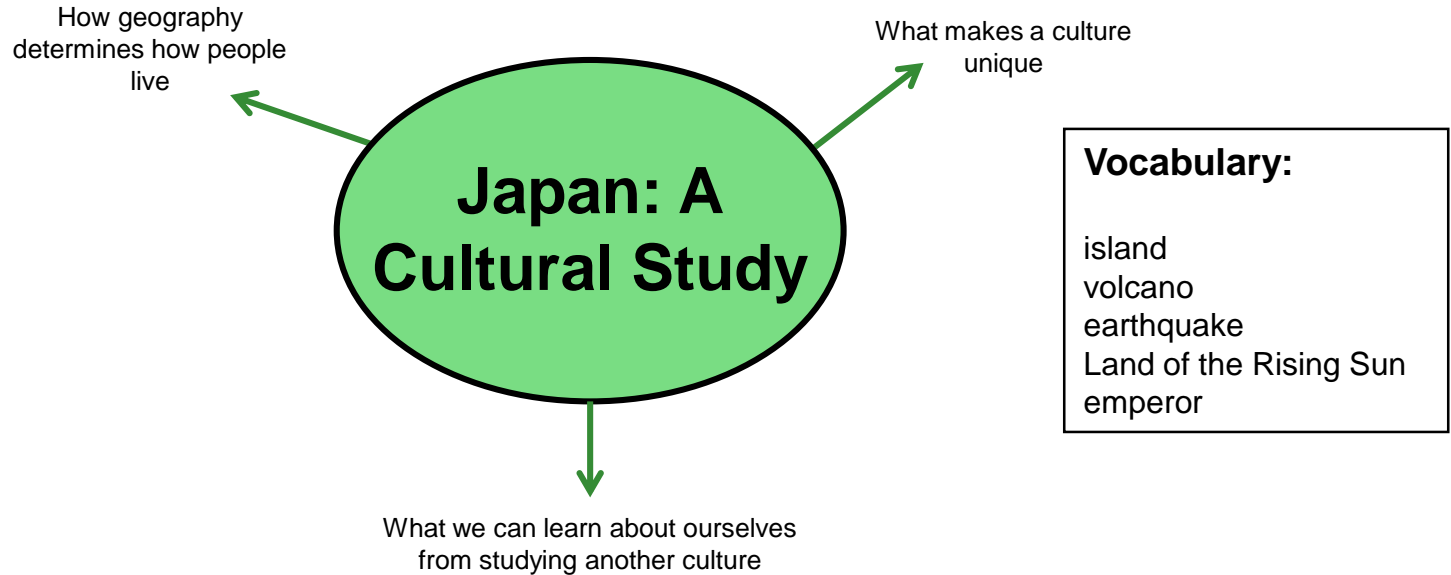 How geography
determines how people
live
What makes a culture
unique
Japan: A
Cultural Study
Vocabulary:
island
volcano
earthquake
Land of the Rising Sun
emperor
What we can learn about ourselves
from studying another culture